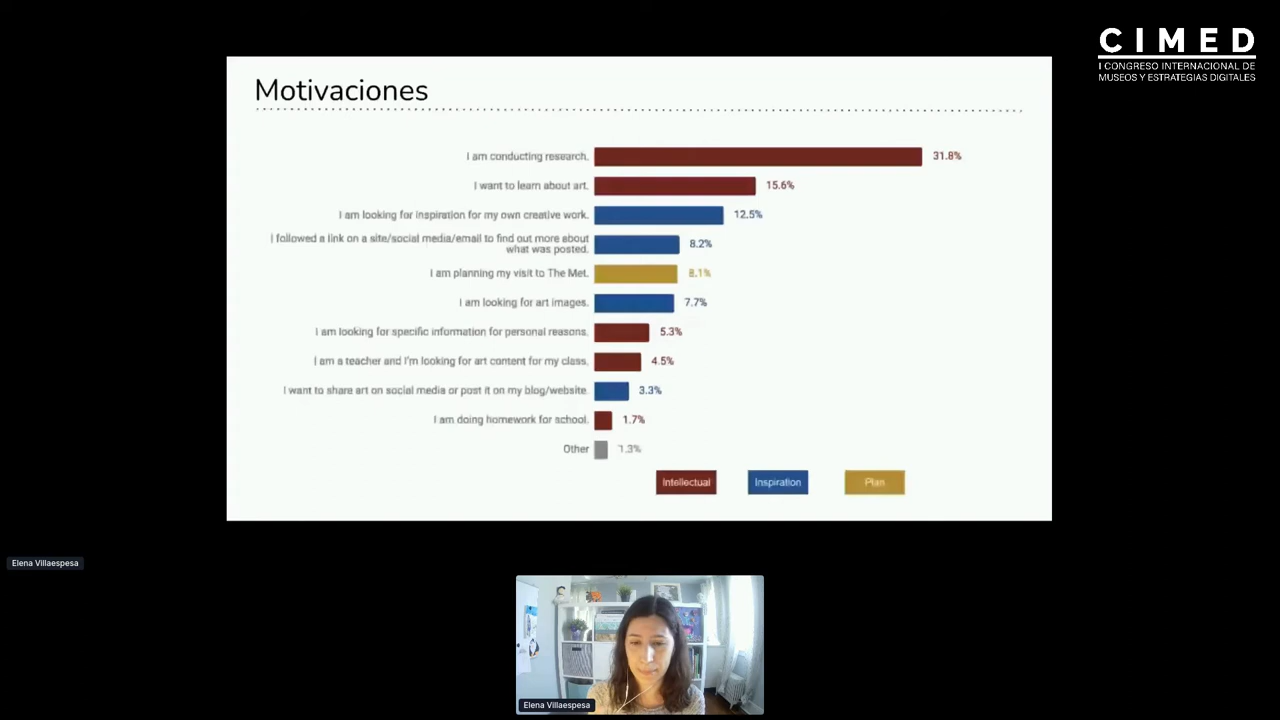 CIMED
I CONGRESO INTERNACIONAL DE
MUSEOS Y ESTRATEGIAS DIGITALES
Motivaciones
I am conducting research. 31.8%
I want to learn about art. 15.6%
I am looking for inspiration for my own creative work. 12.5%
I followed a link on a site/social media/email to find out more about
what was posted. 8.2%
I am planning my visit to The Met. 8.1%
I am looking for art images. 7.7%
I am looking for specific information for personal reasons. 5.3%
I am a teacher and I'm looking for art content for my class. 4.5%
I want to share art on social media or post it on my blog/website. 3.3%
I am doing homework for school. 1.7%
Other 1.3%
Intellectual Inspiration Plan
Elena Villaespesa
Elena Villaespesa